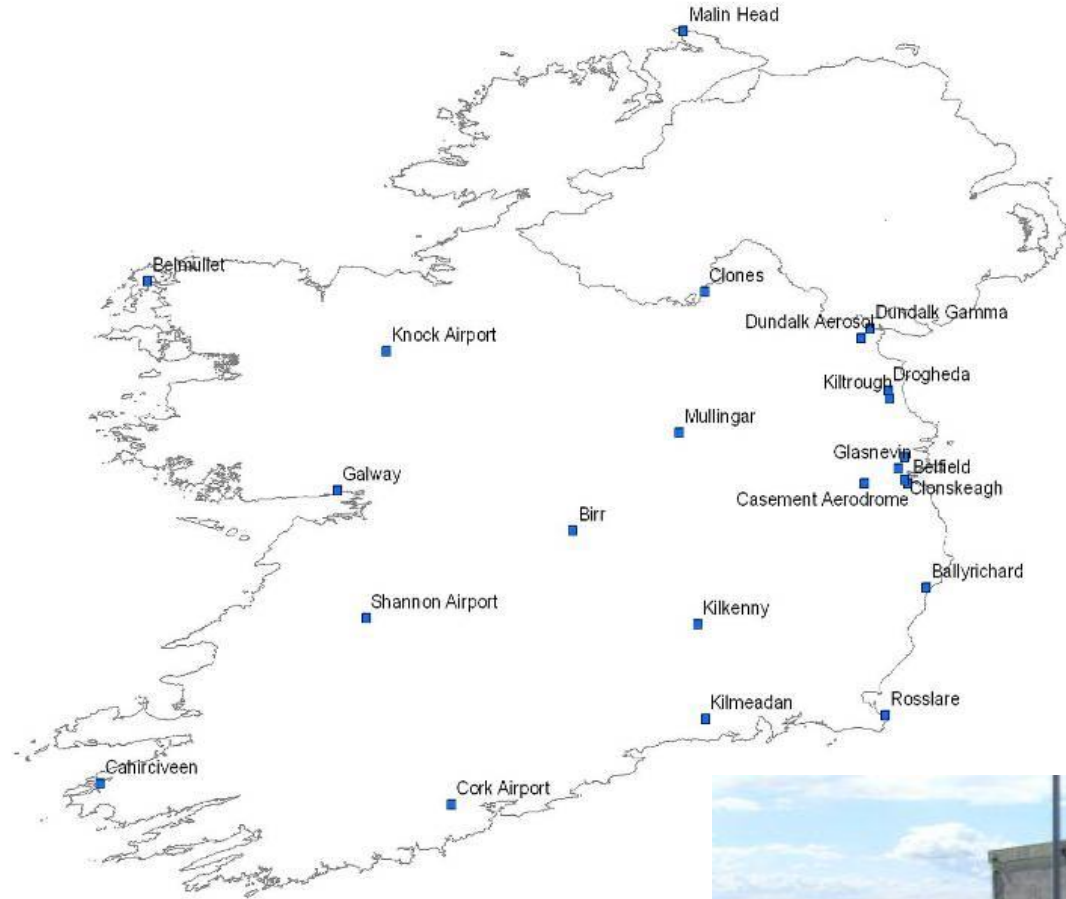 Malin Head
Belmullet
Clones
Dundalk Gamma
Dundalk Aerosol
Knock Airport
Drogheda
Kiltrough
Mullingar
Glasnevin
Belfield
Galway
Clonskeagh
Casement Aerodrome
Birr
Ballyrichard
Shannon Airport
Kilkenny
Kilmeadan
Rosslare
Cahirciveen
Cork Airport